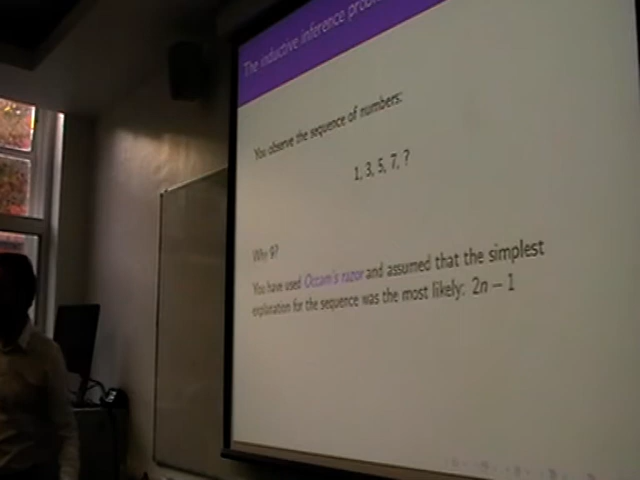 The inductive inference
You observe the sequence of numbers:
1, 3, 5, 7, ?
Why 9?
You have used Occam's razor and assumed that the simplest
explanation for the sequence was the most likely: 2n − 1